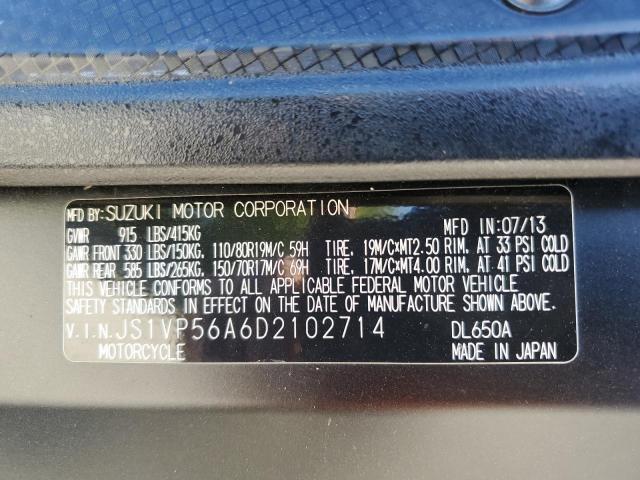 MFD BY:SUZUKI MOTOR CORPORATION
GVWR 915 LBS/415KG MFD IN:07/13
GAWR FRONT 330 LBS/150KG, 110/80R19M/C 59H TIRE, 19M/C×MT2.50 RIM, AT 33 PSI COLD
GAWR REAR 585 LBS/265KG, 150/70R17M/C 69H TIRE, 17M/C×MT4.00 RIM, AT 41 PSI COLD
THIS VEHICLE CONFORMS TO ALL APPLICABLE FEDERAL MOTOR VEHICLE
SAFETY STANDARDS IN EFFECT ON THE DATE OF MANUFACTURE SHOWN ABOVE.
V.I.N.JS1VP56A6D2102714 DL650A
MOTORCYCLE MADE IN JAPAN